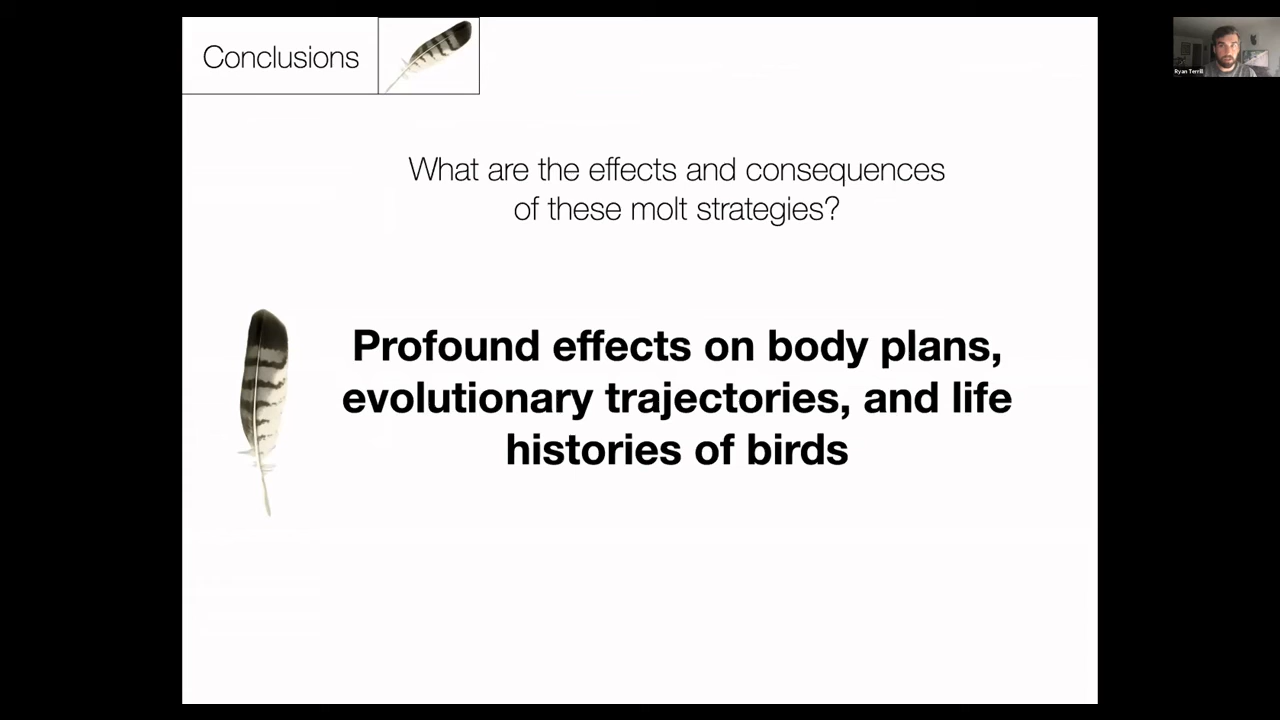 Conclusions
What are the effects and consequences
of these molt strategies?
Profound effects on body plans,
evolutionary trajectories, and life
histories of birds
Ryan Terrill